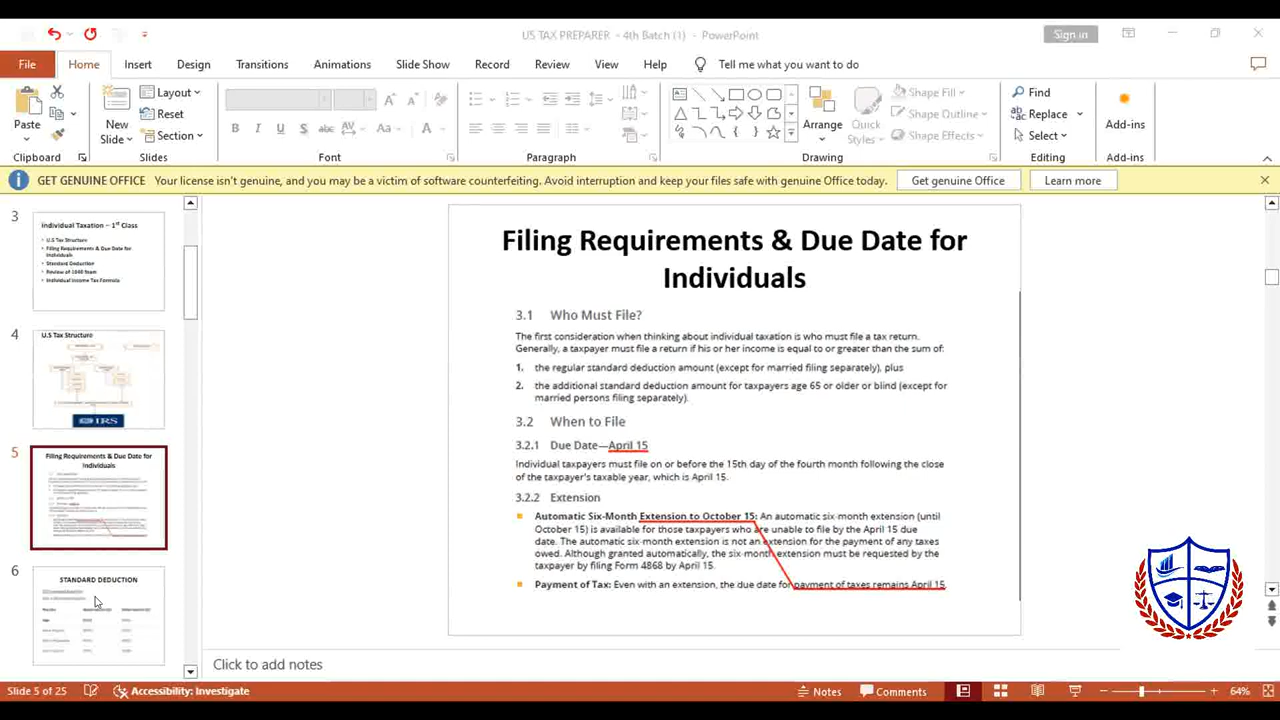 US TAX PREPARER - 4th Batch (1) - PowerPoint
Sign in
File Home Insert Design Transitions Animations Slide Show Record Review View Help Tell me what you want to do
Paste
Clipboard
New Slide
Layout
Reset
Section
Slides
B I U S abc AV Aa A
Font
Paragraph
Arrange
Quick Styles
Shape Fill
Shape Outline
Shape Effects
Drawing
Find
Replace
Select
Editing
Add-ins
Add-ins
GET GENUINE OFFICE Your license isn't genuine, and you may be a victim of software counterfeiting. Avoid interruption and keep your files safe with genuine Office today. Get genuine Office Learn more
3
Individual Taxation – 1st Class
• U.S Tax Structure
• Filing Requirements & Due Date for
Individuals
• Standard Deduction
• Review of 1040 Form
• Individual Income Tax Formula
4
U.S Tax Structure
IRS
5
Filing Requirements & Due Date for
Individuals
6
STANDARD DEDUCTION
Filing Requirements & Due Date for
Individuals
3.1 Who Must File?
The first consideration when thinking about individual taxation is who must file a tax return.
Generally, a taxpayer must file a return if his or her income is equal to or greater than the sum of:
1. the regular standard deduction amount (except for married filing separately), plus
2. the additional standard deduction amount for taxpayers age 65 or older or blind (except for
married persons filing separately).
3.2 When to File
3.2.1 Due Date—April 15
Individual taxpayers must file on or before the 15th day of the fourth month following the close
of the taxpayer's taxable year, which is April 15.
3.2.2 Extension
Automatic Six-Month Extension to October 15: An automatic six-month extension (until
October 15) is available for those taxpayers who are unable to file by the April 15 due
date. The automatic six-month extension is not an extension for the payment of any taxes
owed. Although granted automatically, the six-month extension must be requested by the
taxpayer by filing Form 4868 by April 15.
Payment of Tax: Even with an extension, the due date for payment of taxes remains April 15.
Click to add notes
Slide 5 of 25 Accessibility: Investigate Notes Comments 64%